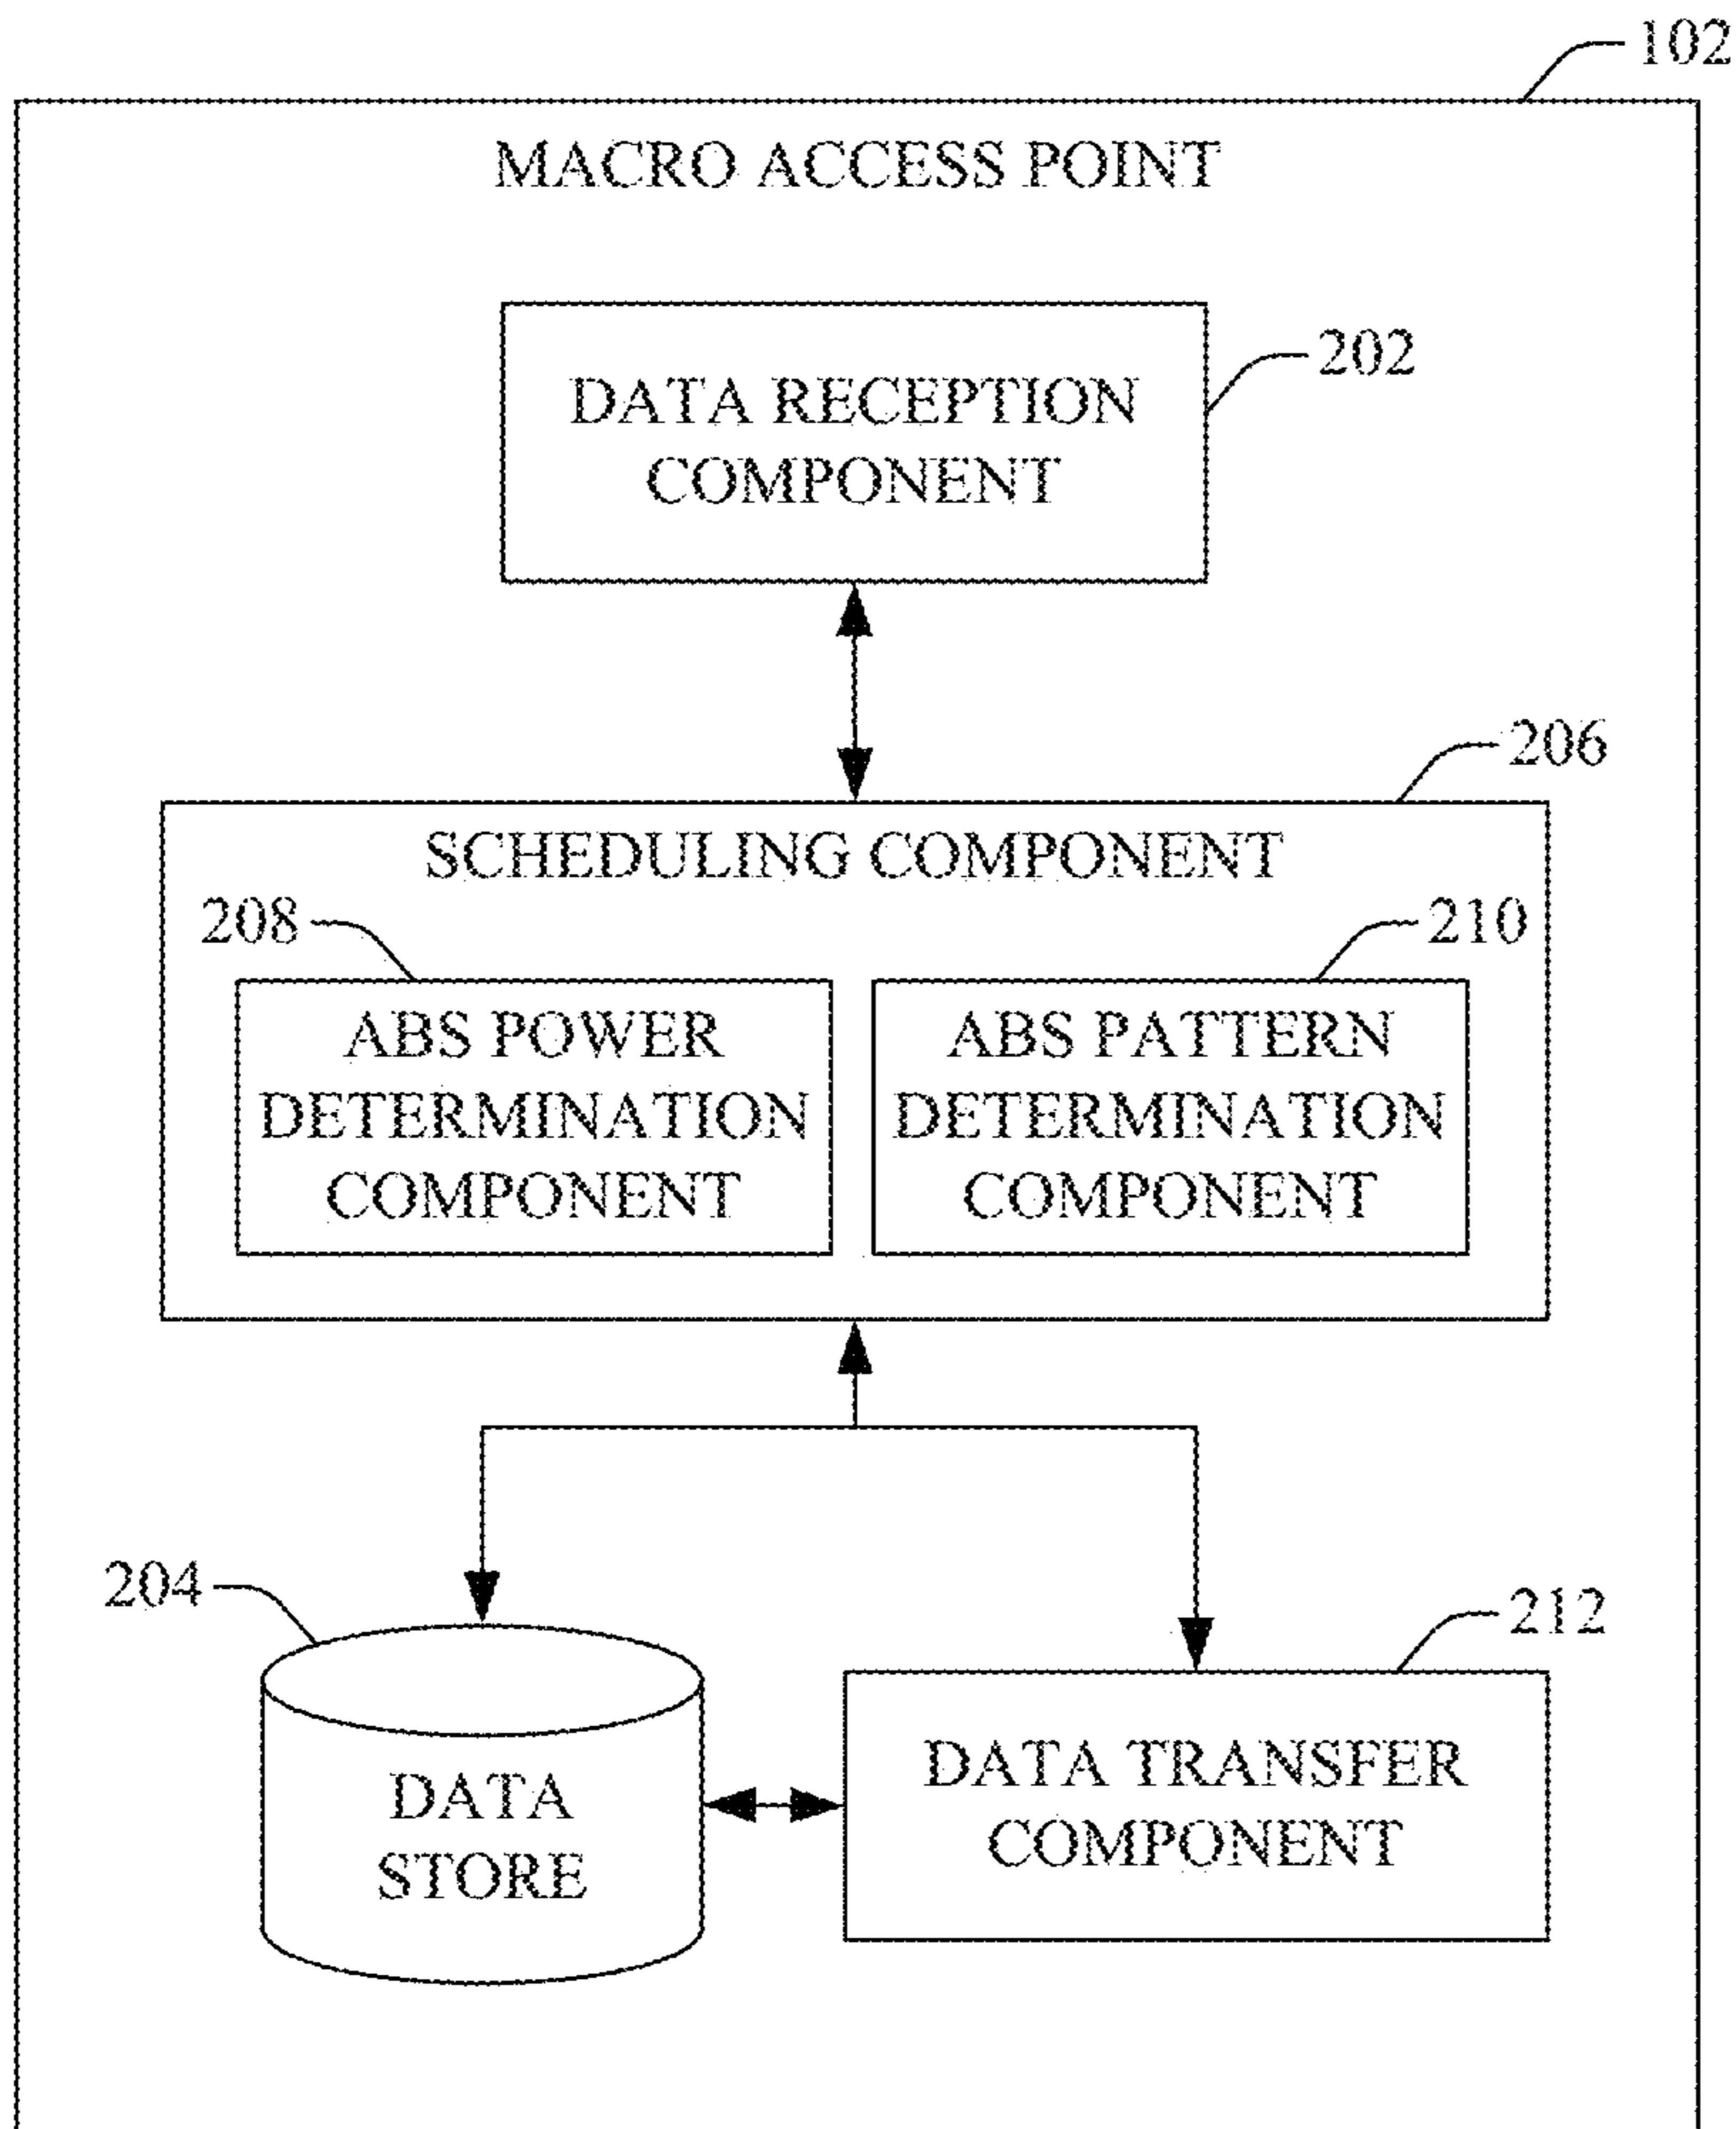 102
MACRO ACCESS POINT
202
DATA RECEPTION
COMPONENT
206
SCHEDULING COMPONENT
208
210
ABS POWER
DETERMINATION
COMPONENT
ABS PATTERN
DETERMINATION
COMPONENT
204
212
DATA
STORE
DATA TRANSFER
COMPONENT